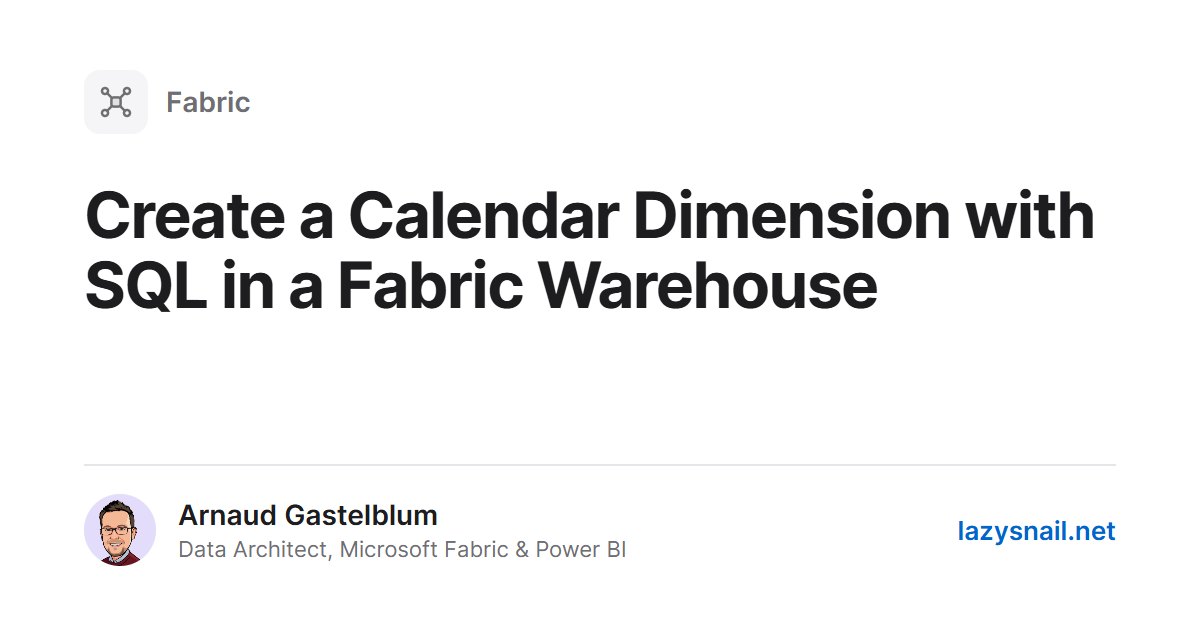 Fabric
Create a Calendar Dimension with
SQL in a Fabric Warehouse
Arnaud Gastelblum
Data Architect, Microsoft Fabric & Power BI
lazysnail.net